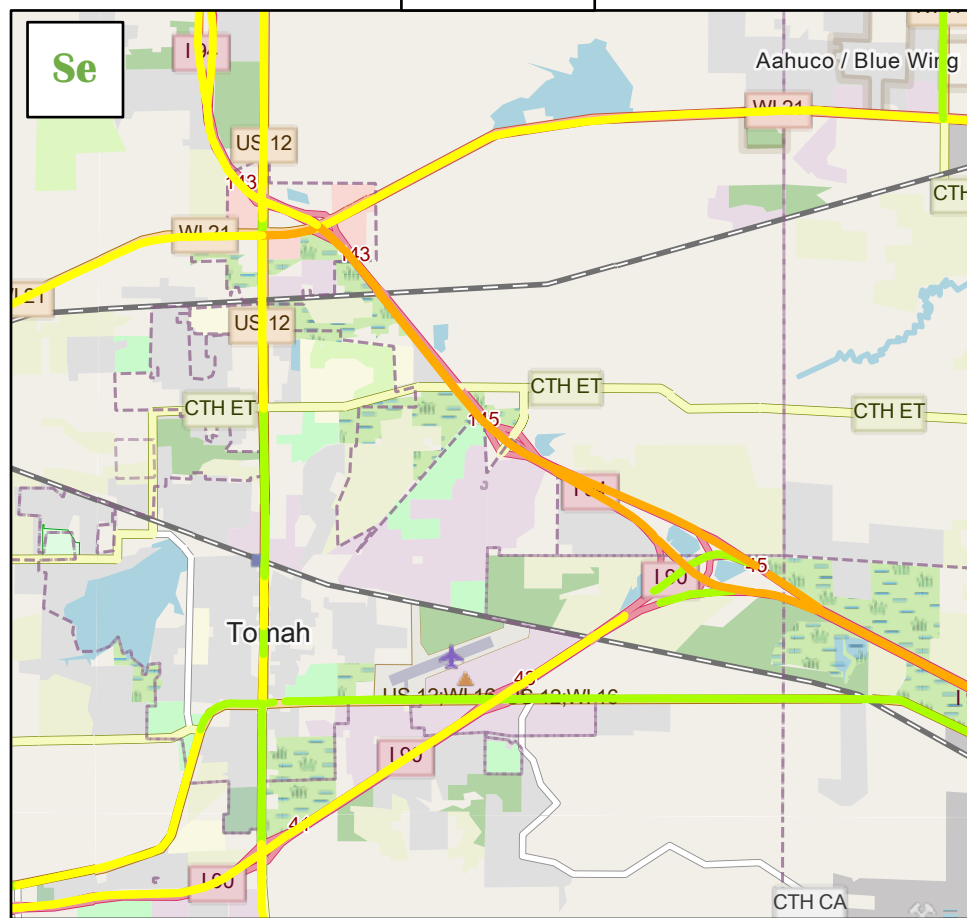 Se
I 94
Aahuco / Blue Wing
WI 21
US 12
143
CTH
WI 21
143
WI 21
US 12
CTH ET
CTH ET
CTH ET
145
I 94
45
I 90
Tomah
43
US 12;WI 16
US 12;WI 16
I 90
41
I 90
CTH CA